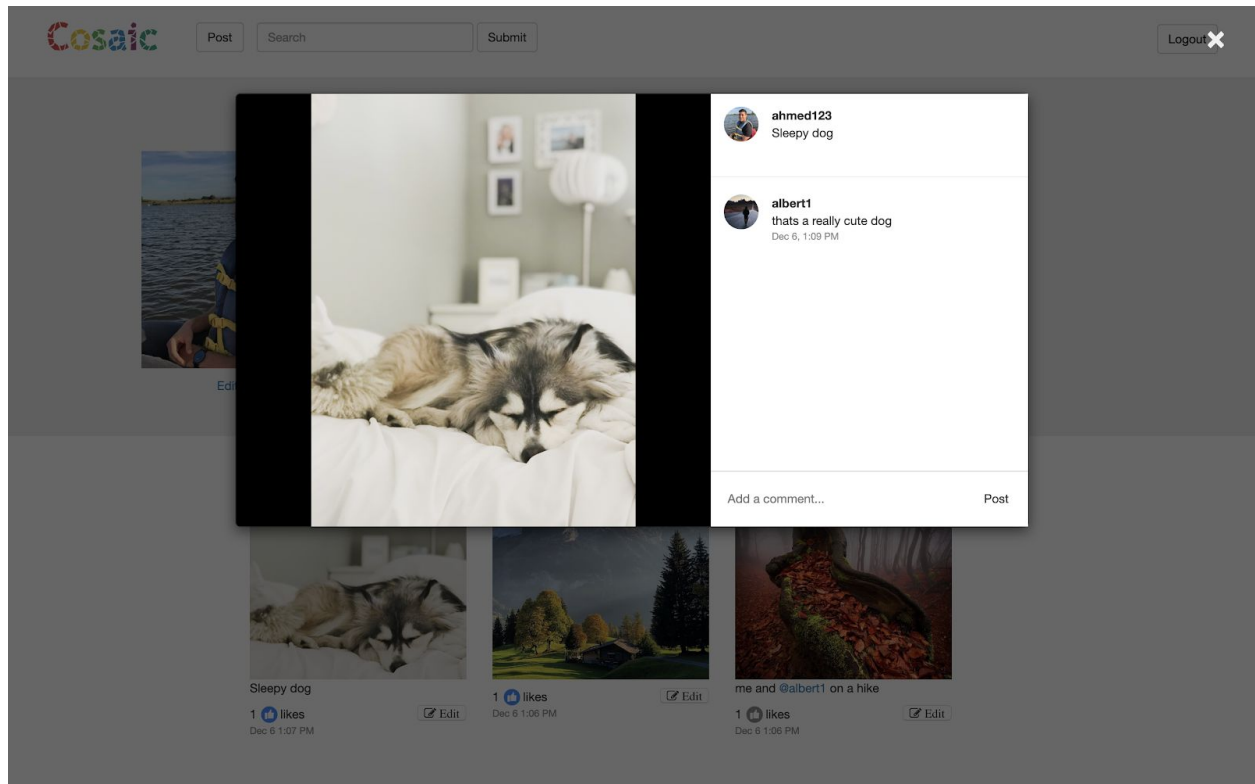 Cosaic
Post
Search
Submit
Logout
ahmed123
Sleepy dog
albert1
thats a really cute dog
Dec 6, 1:09 PM
Add a comment...
Post
Sleepy dog
1 likes
Edit
Dec 6 1:07 PM
1 likes
Edit
Dec 6 1:06 PM
me and @albert1 on a hike
1 likes
Edit
Dec 6 1:06 PM